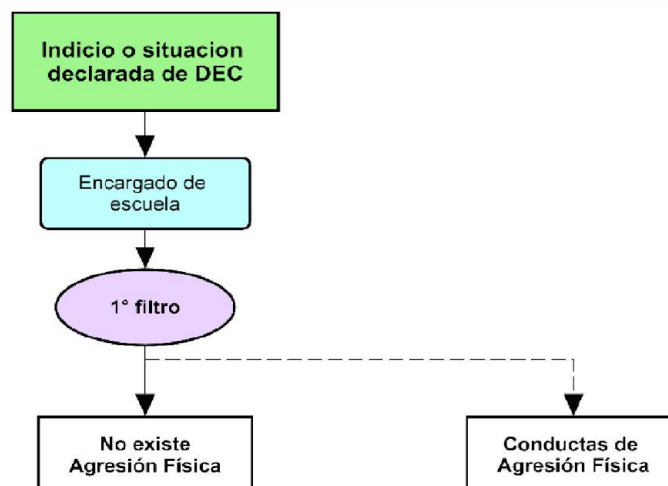 Indicio o situacion
declarada de DEC
Encargado de
escuela
1° filtro
No existe
Agresión Física
Conductas de
Agresión Física